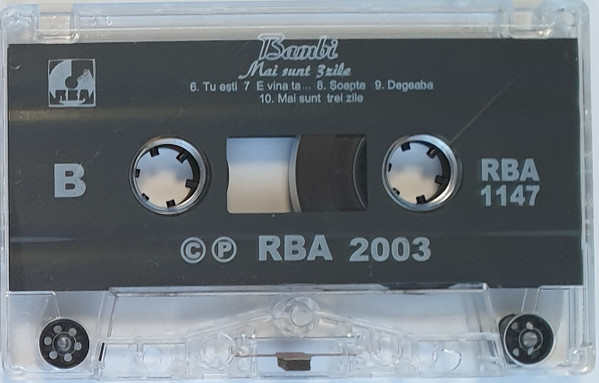 Bambi
Mai sunt 3zile
RBA
6. Tu ești 7 E vina ta... 8. Șoapte 9. Degeaba
10. Mai sunt trei zile
B
RBA
1147
© ℗ RBA 2003